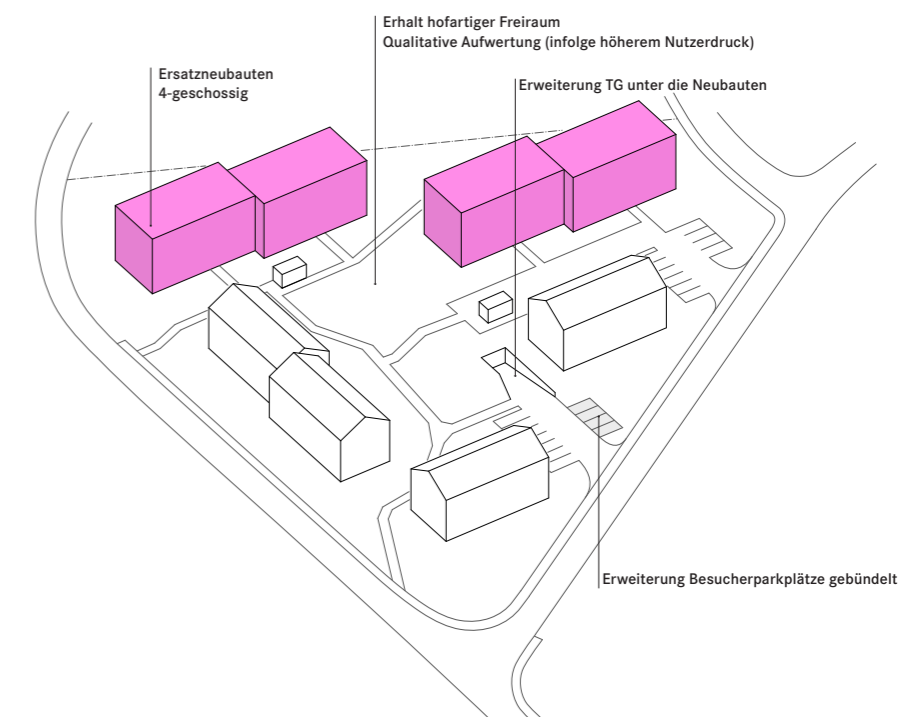 Erhalt hofartiger Freiraum
Qualitative Aufwertung (infolge höherem Nutzerdruck)
Ersatzneubauten
4-geschossig
Erweiterung TG unter die Neubauten
Erweiterung Besucherparkplätze gebündelt